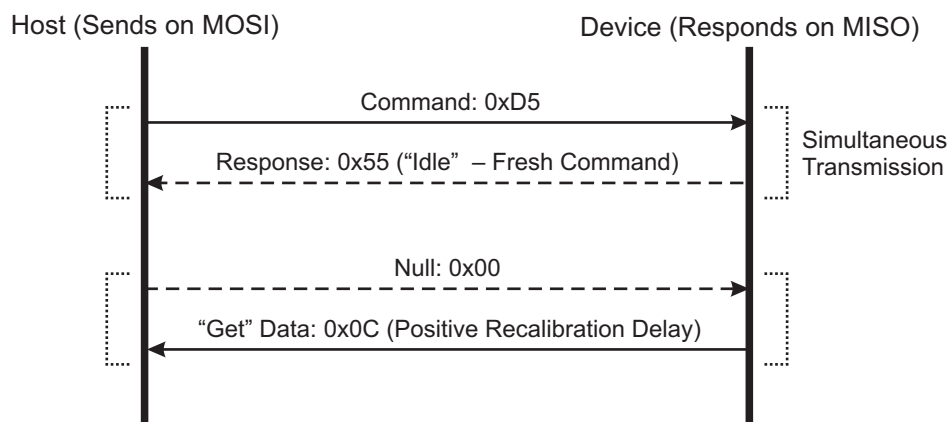 Host (Sends on MOSI)
Device (Responds on MISO)
Command: 0xD5
Response: 0x55 (“Idle” – Fresh Command)
Simultaneous
Transmission
Null: 0x00
“Get” Data: 0x0C (Positive Recalibration Delay)